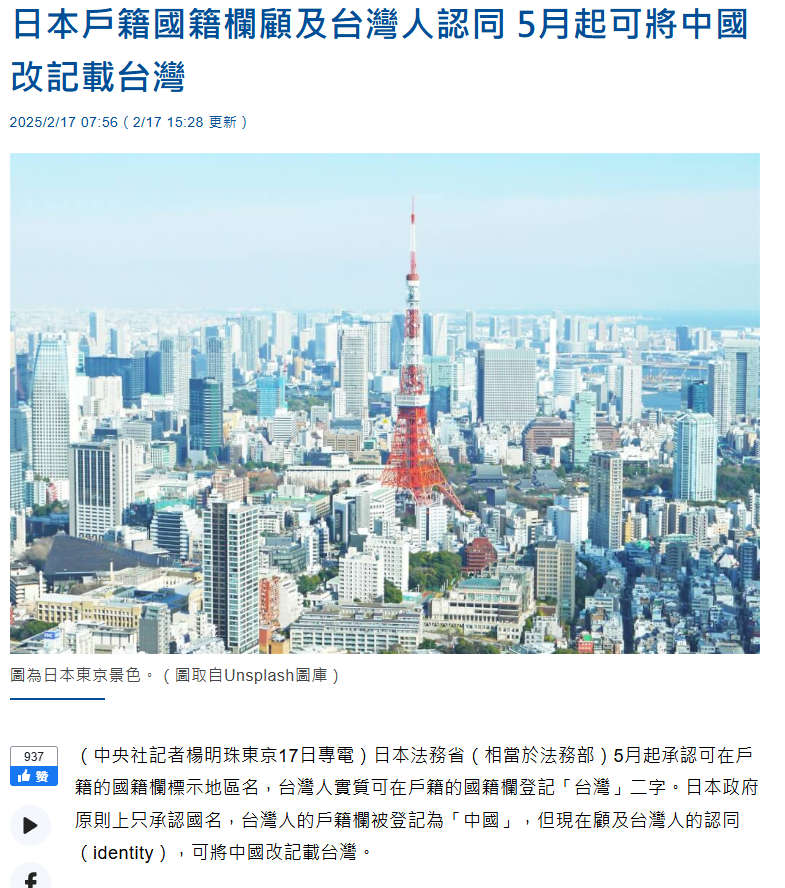 日本戶籍國籍欄顧及台灣人認同 5月起可將中國
改記載台灣
2025/2/17 07:56（2/17 15:28 更新）
圖為日本東京景色。（圖取自Unsplash圖庫）
937
赞
（中央社記者楊明珠東京17日專電）日本法務省（相當於法務部）5月起承認可在戶
籍的國籍欄標示地區名，台灣人實質可在戶籍的國籍欄登記「台灣」二字。日本政府
原則上只承認國名，台灣人的戶籍欄被登記為「中國」，但現在顧及台灣人的認同
（identity），可將中國改記載台灣。